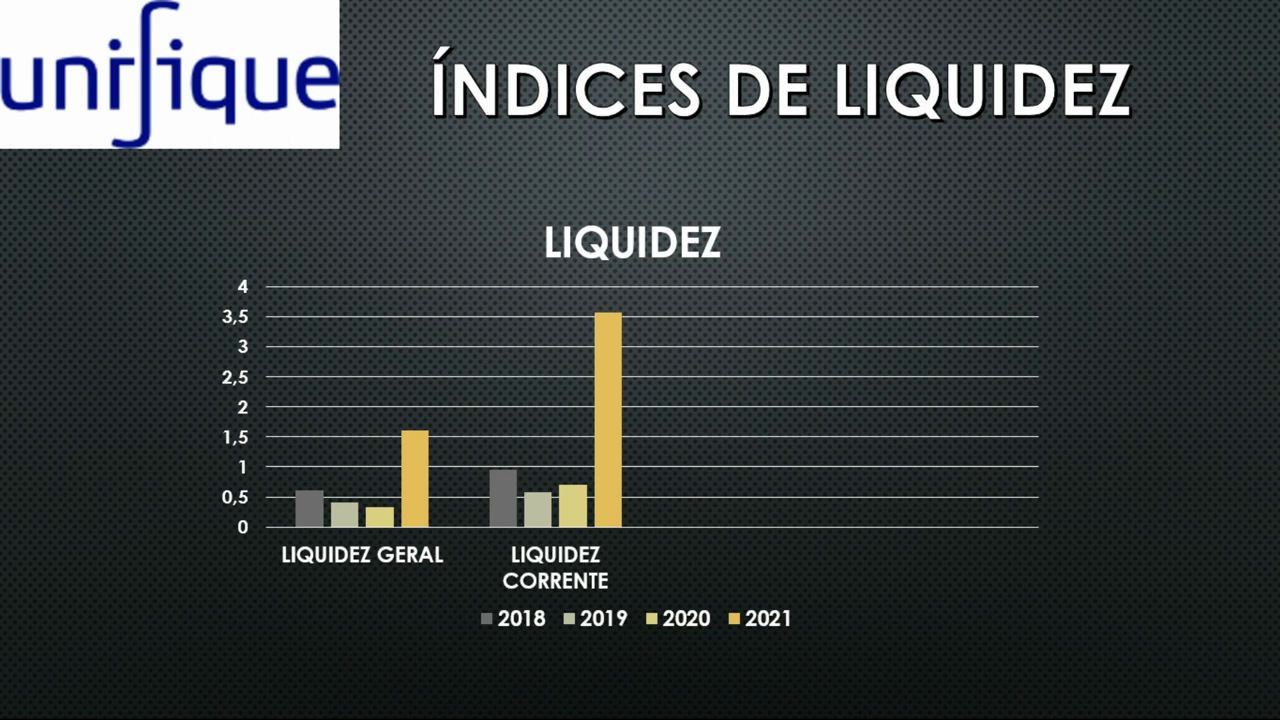 unifique
ÍNDICES DE LIQUIDEZ
LIQUIDEZ
4
3,5
3
2,5
2
1,5
1
0,5
0
LIQUIDEZ GERAL
LIQUIDEZ
CORRENTE
2018 2019 2020 2021